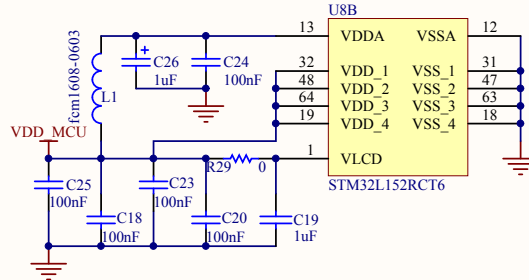 U8B
13 VDDA VSSA 12
32 VDD_1 VSS_1 31
48 VDD_2 VSS_2 47
64 VDD_3 VSS_3 63
19 VDD_4 VSS_4 18
1 VLCD
STM32L152RCT6
fcm1608-0603
L1
+
C26
1uF
C24
100nF
VDD_MCU
R29 0
C25
100nF
C18
100nF
C23
100nF
C20
100nF
C19
1uF